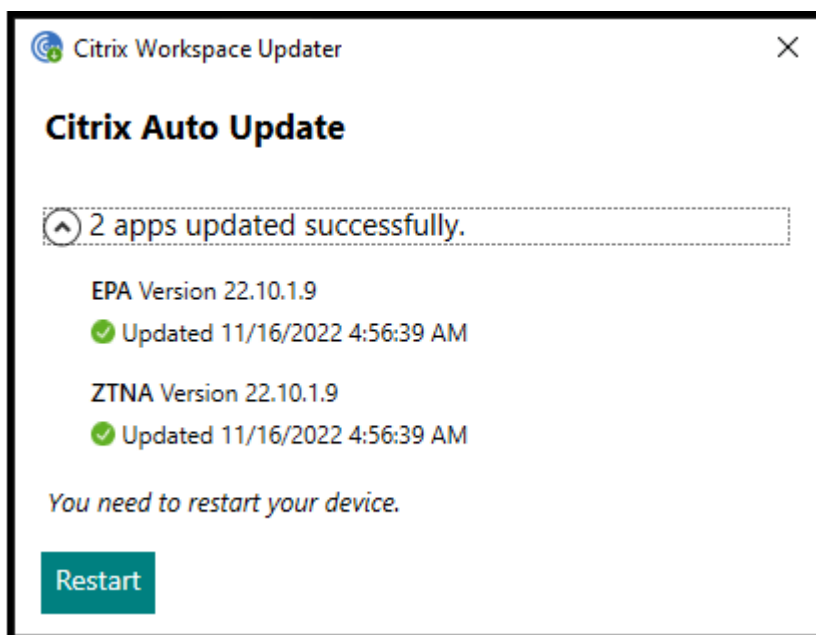 Citrix Workspace Updater
Citrix Auto Update
2 apps updated successfully.
EPA Version 22.10.1.9
Updated 11/16/2022 4:56:39 AM
ZTNA Version 22.10.1.9
Updated 11/16/2022 4:56:39 AM
You need to restart your device.
Restart